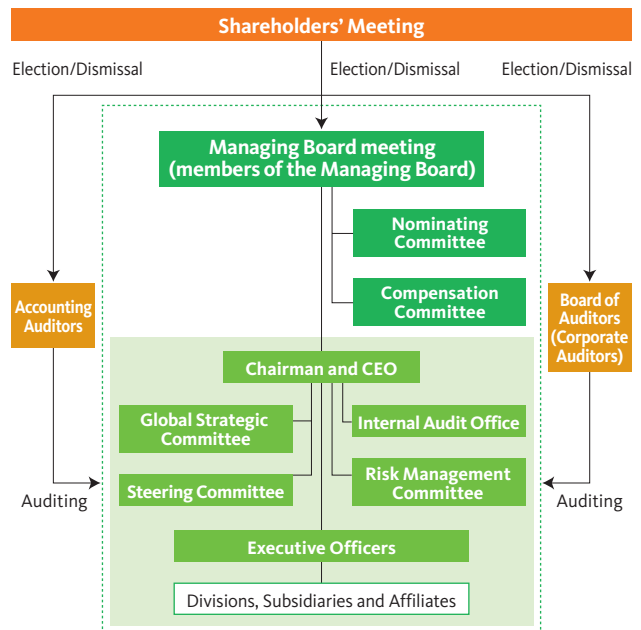 Shareholders' Meeting
Election/Dismissal
Election/Dismissal
Election/Dismissal
Managing Board meeting
(members of the Managing Board)
Nominating
Committee
Compensation
Committee
Accounting
Auditors
Board of
Auditors
(Corporate
Auditors)
Chairman and CEO
Global Strategic
Committee
Internal Audit Office
Steering Committee
Risk Management
Committee
Auditing
Auditing
Executive Officers
Divisions, Subsidiaries and Affiliates